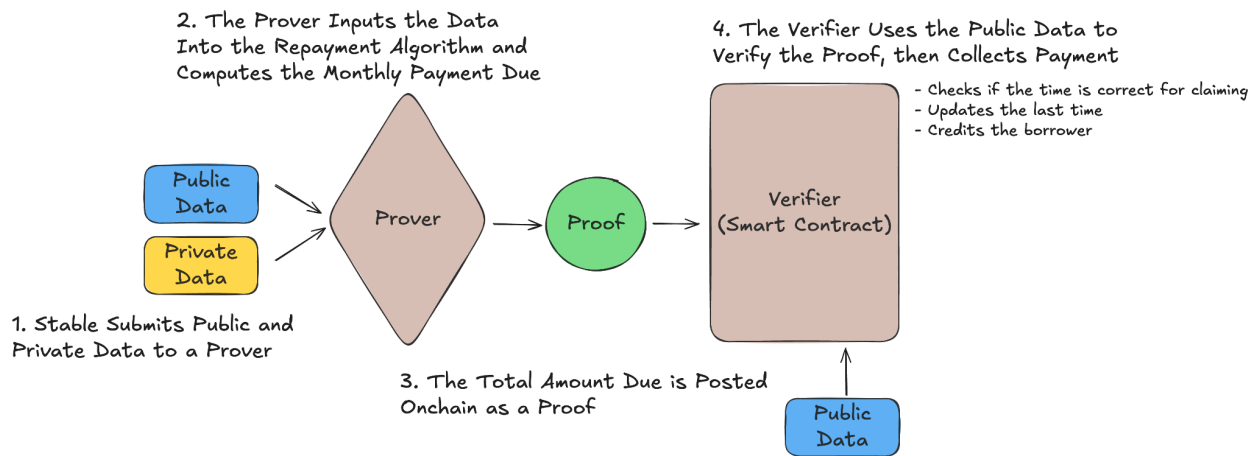 2. The Prover Inputs the Data
Into the Repayment Algorithm and
Computes the Monthly Payment Due
4. The Verifier Uses the Public Data to
Verify the Proof, then Collects Payment
- Checks if the time is correct for claiming
- Updates the last time
- Credits the borrower
Public
Data
Private
Data
Prover
Proof
Verifier
(Smart Contract)
1. Stable Submits Public and
Private Data to a Prover
3. The Total Amount Due is Posted
Onchain as a Proof
Public
Data